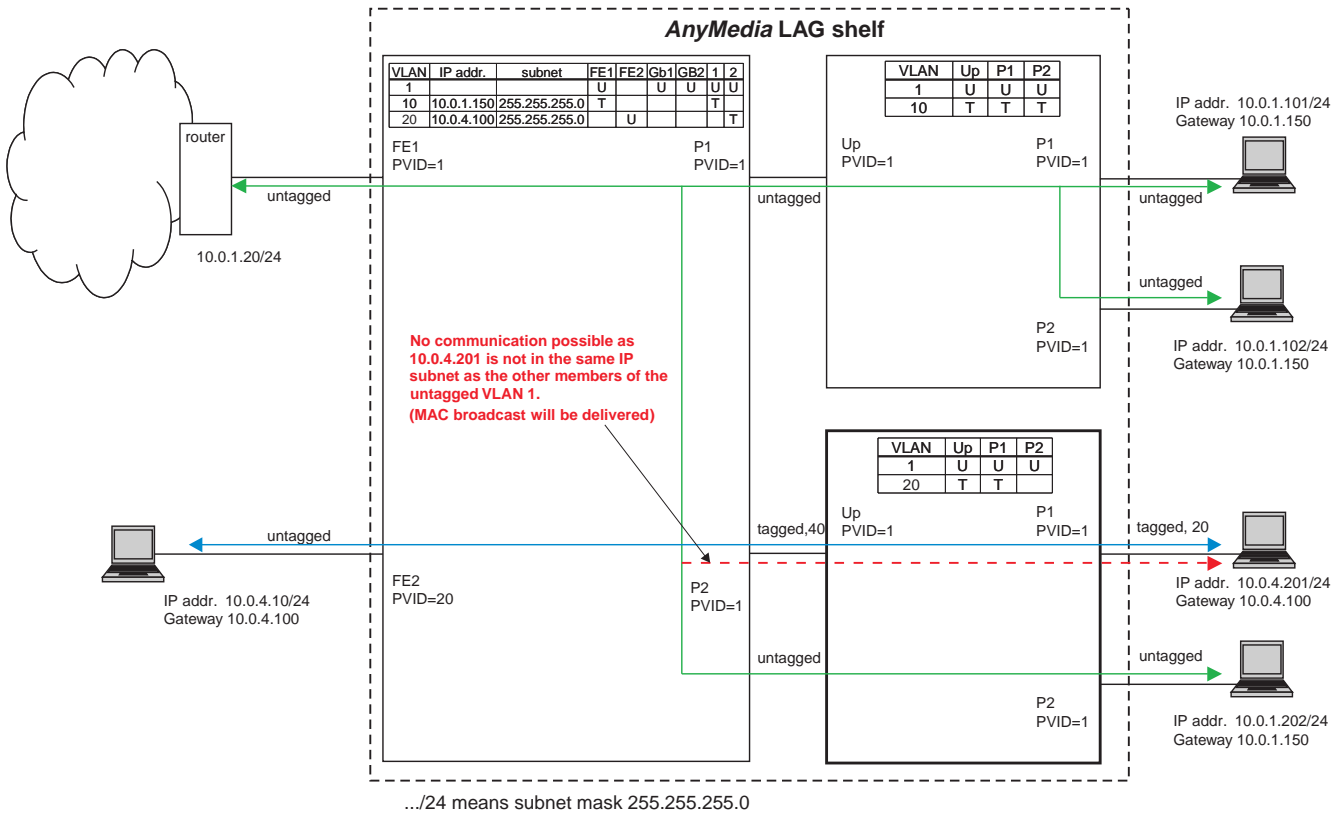 AnyMedia LAG shelf
VLAN IP addr. subnet FE1 FE2 Gb1 GB2 1 2
1 U U U U U
10 10.0.1.150 255.255.255.0 T T
20 10.0.4.100 255.255.255.0 U T
VLAN Up P1 P2
1 U U U
10 T T T
IP addr. 10.0.1.101/24
Gateway 10.0.1.150
router
FE1
PVID=1
P1
PVID=1
Up
PVID=1
P1
PVID=1
untagged
untagged
untagged
10.0.1.20/24
untagged
P2
PVID=1
IP addr. 10.0.1.102/24
Gateway 10.0.1.150
No communication possible as
10.0.4.201 is not in the same IP
subnet as the other members of the
untagged VLAN 1.
(MAC broadcast will be delivered)
VLAN Up P1 P2
1 U U U
20 T T
Up
PVID=1
P1
PVID=1
untagged
tagged,40
tagged, 20
FE2
PVID=20
P2
PVID=1
IP addr. 10.0.4.10/24
Gateway 10.0.4.100
IP addr. 10.0.4.201/24
Gateway 10.0.4.100
untagged
untagged
P2
PVID=1
IP addr. 10.0.1.202/24
Gateway 10.0.1.150
.../24 means subnet mask 255.255.255.0